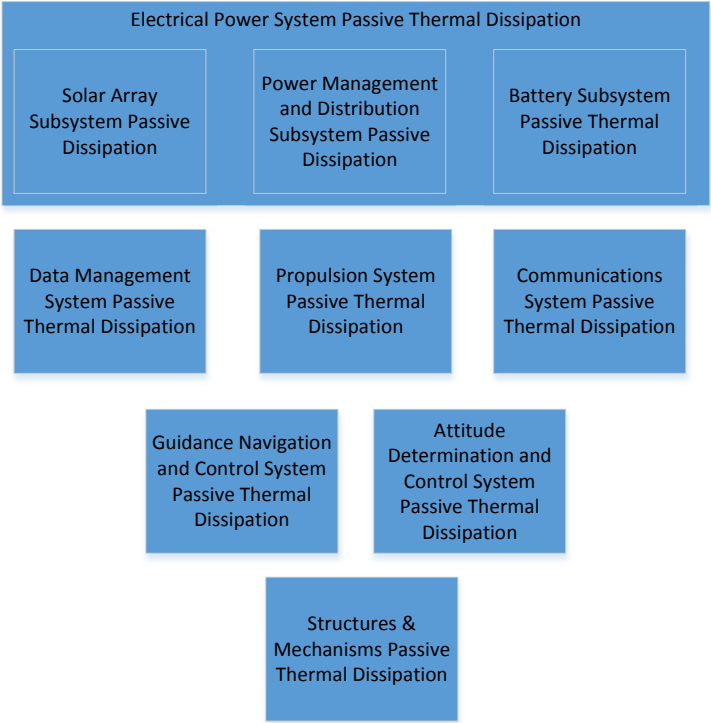 Electrical Power System Passive Thermal Dissipation
Solar Array
Subsystem Passive
Dissipation
Power Management
and Distribution
Subsystem Passive
Dissipation
Battery Subsystem
Passive Thermal
Dissipation
Data Management
System Passive
Thermal Dissipation
Propulsion System
Passive Thermal
Dissipation
Communications
System Passive
Thermal Dissipation
Guidance Navigation
and Control System
Passive Thermal
Dissipation
Attitude
Determination and
Control System
Passive Thermal
Dissipation
Structures &
Mechanisms Passive
Thermal Dissipation